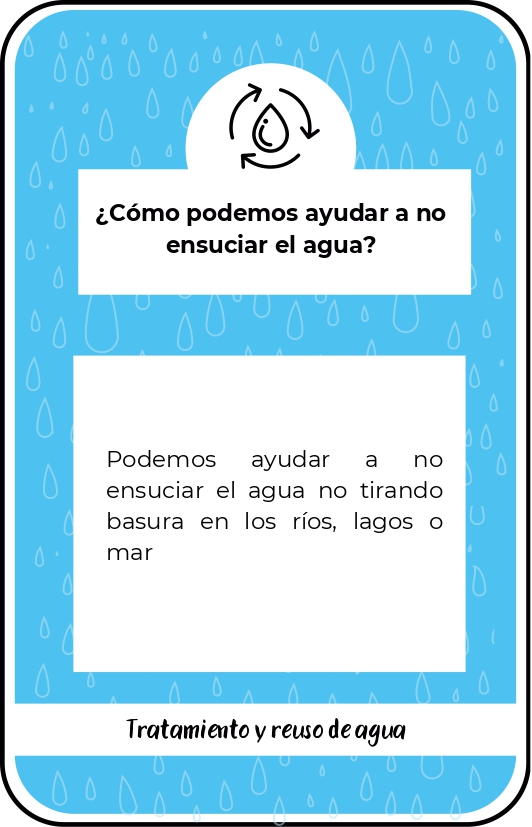 ¿Cómo podemos ayudar a no
ensuciar el agua?
Podemos ayudar a no
ensuciar el agua no tirando
basura en los ríos, lagos o
mar
Tratamiento y reuso de agua